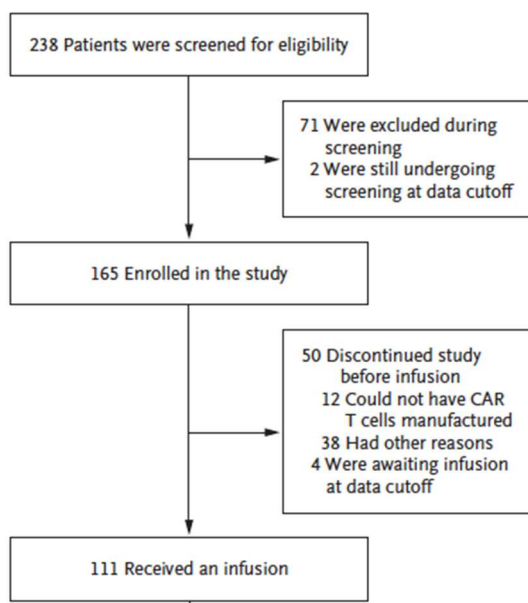 238 Patients were screened for eligibility
71 Were excluded during
screening
2 Were still undergoing
screening at data cutoff
165 Enrolled in the study
50 Discontinued study
before infusion
12 Could not have CAR
T cells manufactured
38 Had other reasons
4 Were awaiting infusion
at data cutoff
111 Received an infusion